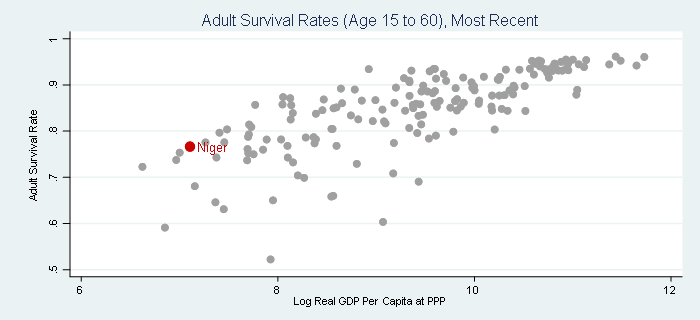 Adult Survival Rates (Age 15 to 60), Most Recent
1
.9
.8
.7
.6
.5
Adult Survival Rate
Niger
6 8 10 12
Log Real GDP Per Capita at PPP